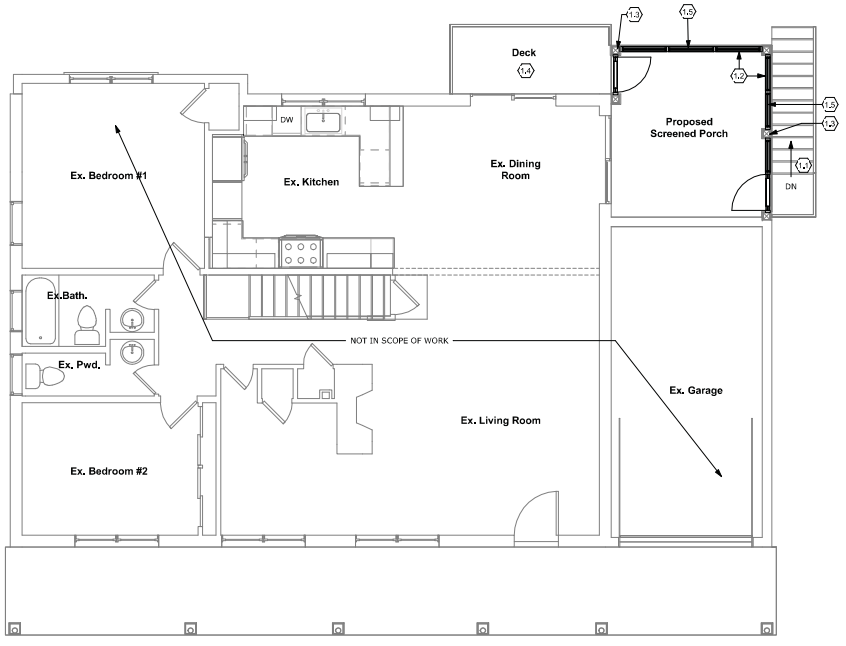 1.3
1.5
Deck
1.4
1.2
1.5
Proposed
Screened Porch
1.3
DW
Ex. Dining
Room
1.1
Ex. Bedroom #1
Ex. Kitchen
DN
Ex.Bath.
NOT IN SCOPE OF WORK
Ex. Pwd.
Ex. Garage
Ex. Living Room
Ex. Bedroom #2